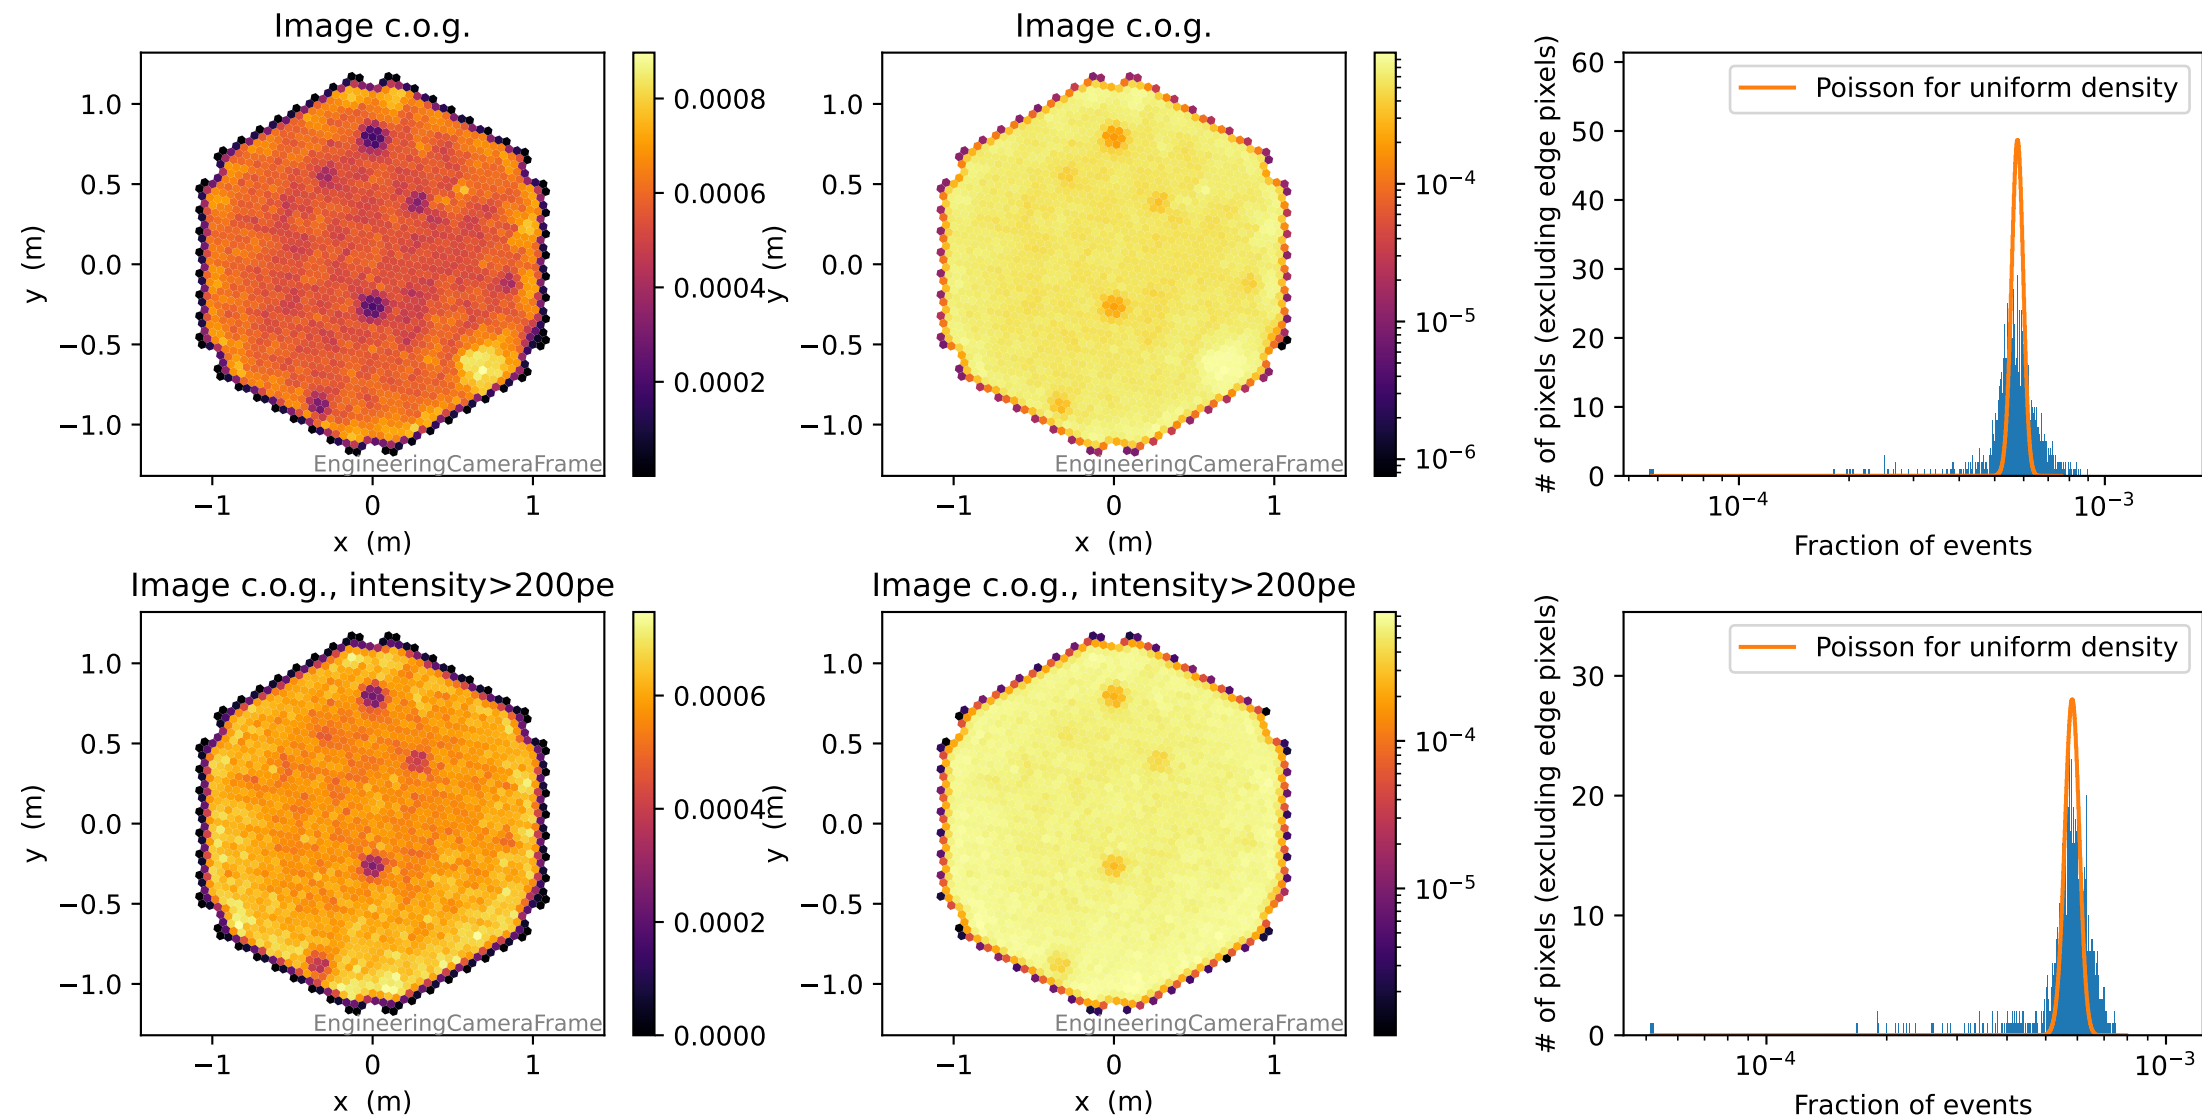 Image c.o.g.
1.0
0.5
0.0
−0.5
−1.0
y (m)
−1
0
1
x (m)
EngineeringCameraFrame
0.0008
0.0006
0.0004
0.0002
Image c.o.g.
1.0
0.5
0.0
−0.5
−1.0
y (m)
−1
0
1
x (m)
EngineeringCameraFrame
10⁻⁴
10⁻⁵
10⁻⁶
60
50
40
30
20
10
0
# of pixels (excluding edge pixels)
Poisson for uniform density
10⁻⁴
10⁻³
Fraction of events
Image c.o.g., intensity>200pe
1.0
0.5
0.0
−0.5
−1.0
y (m)
−1
0
1
x (m)
EngineeringCameraFrame
0.0006
0.0004
0.0002
0.0000
Image c.o.g., intensity>200pe
1.0
0.5
0.0
−0.5
−1.0
y (m)
−1
0
1
x (m)
EngineeringCameraFrame
10⁻⁴
10⁻⁵
30
20
10
0
# of pixels (excluding edge pixels)
Poisson for uniform density
10⁻⁴
10⁻³
Fraction of events